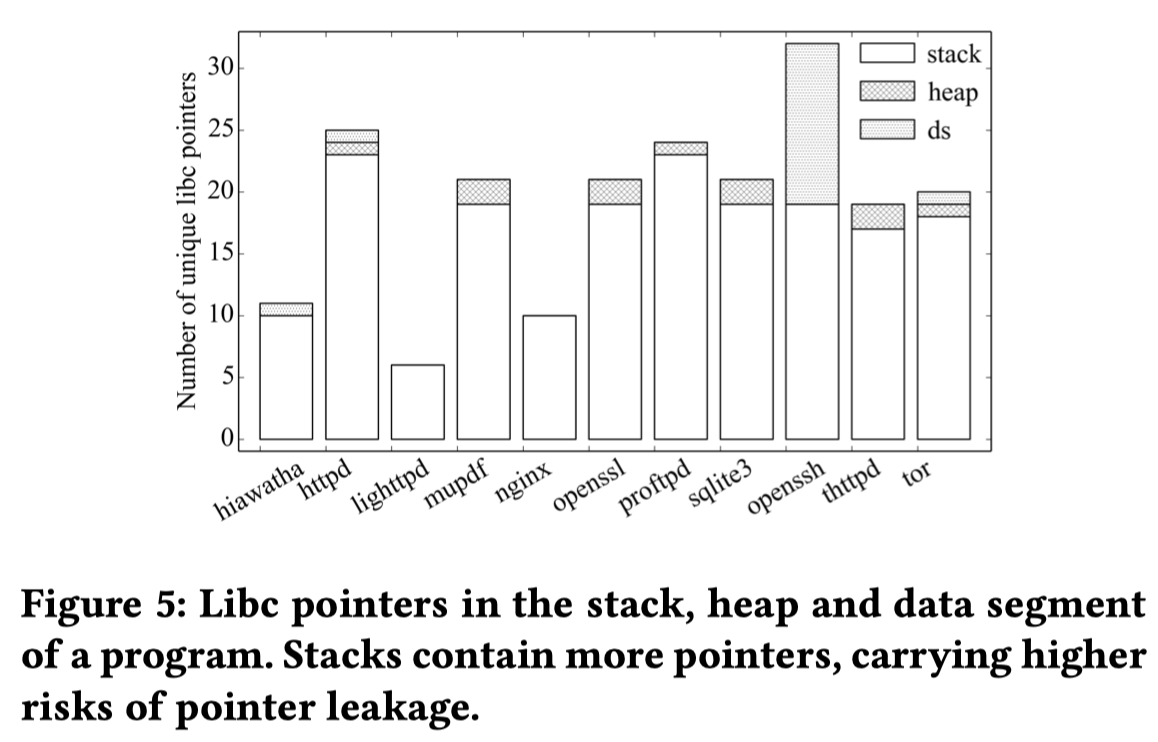 Number of unique libc pointers
30
25
20
15
10
5
0
stack
heap
ds
hiawatha
httpd
lighttpd
mupdf
nginx
openssl
proftpd
sqlite3
openssh
thttpd
tor
Figure 5: Libc pointers in the stack, heap and data segment
of a program. Stacks contain more pointers, carrying higher
risks of pointer leakage.